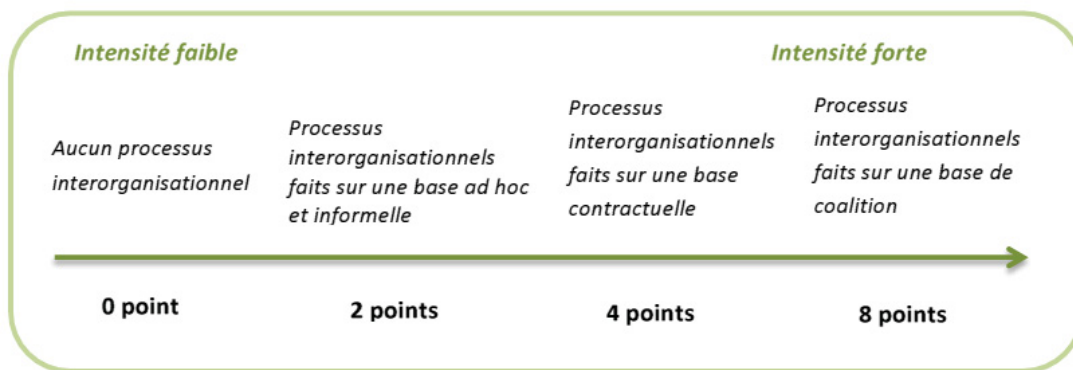 Intensité faible
Intensité forte
Aucun processus
interorganisationnel
Processus
interorganisationnels
faits sur une base ad hoc
et informelle
Processus
interorganisationnels
faits sur une base
contractuelle
Processus
interorganisationnels
faits sur une base de
coalition
0 point
2 points
4 points
8 points